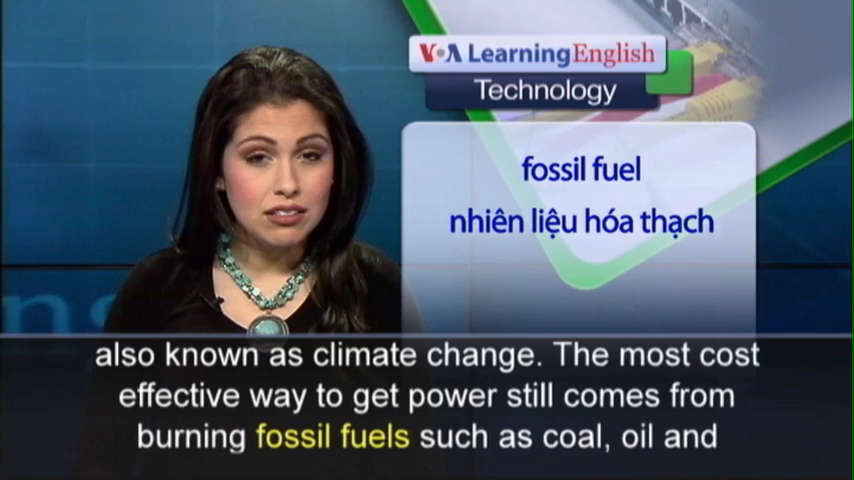 VOA Learning English
Technology
fossil fuel
nhiên liệu hóa thạch
also known as climate change. The most cost
effective way to get power still comes from
burning fossil fuels such as coal, oil and